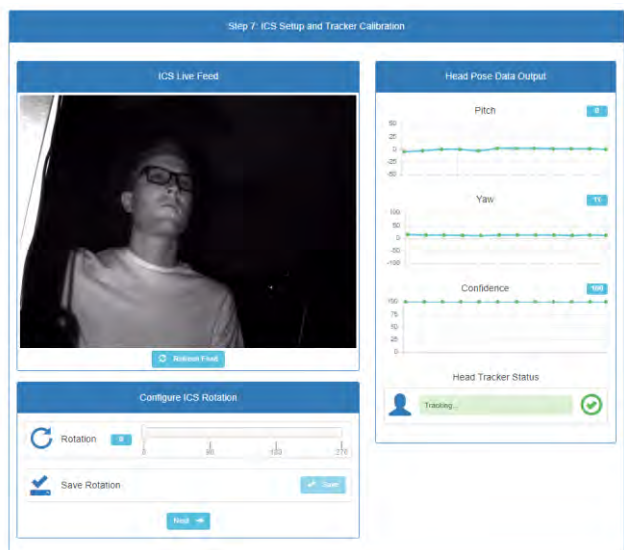 Step 7: ICS Setup and Tracker Calibration
ICS Live Feed
Refresh Feed
Configure ICS Rotation
Rotation 0
0 90 180 270
Save Rotation
Save
Next
Head Pose Data Output
Pitch 0
50
25
0
-25
-50
Yaw 11
100
50
0
-50
-100
Confidence 100
75
50
25
0
Head Tracker Status
Tracking...